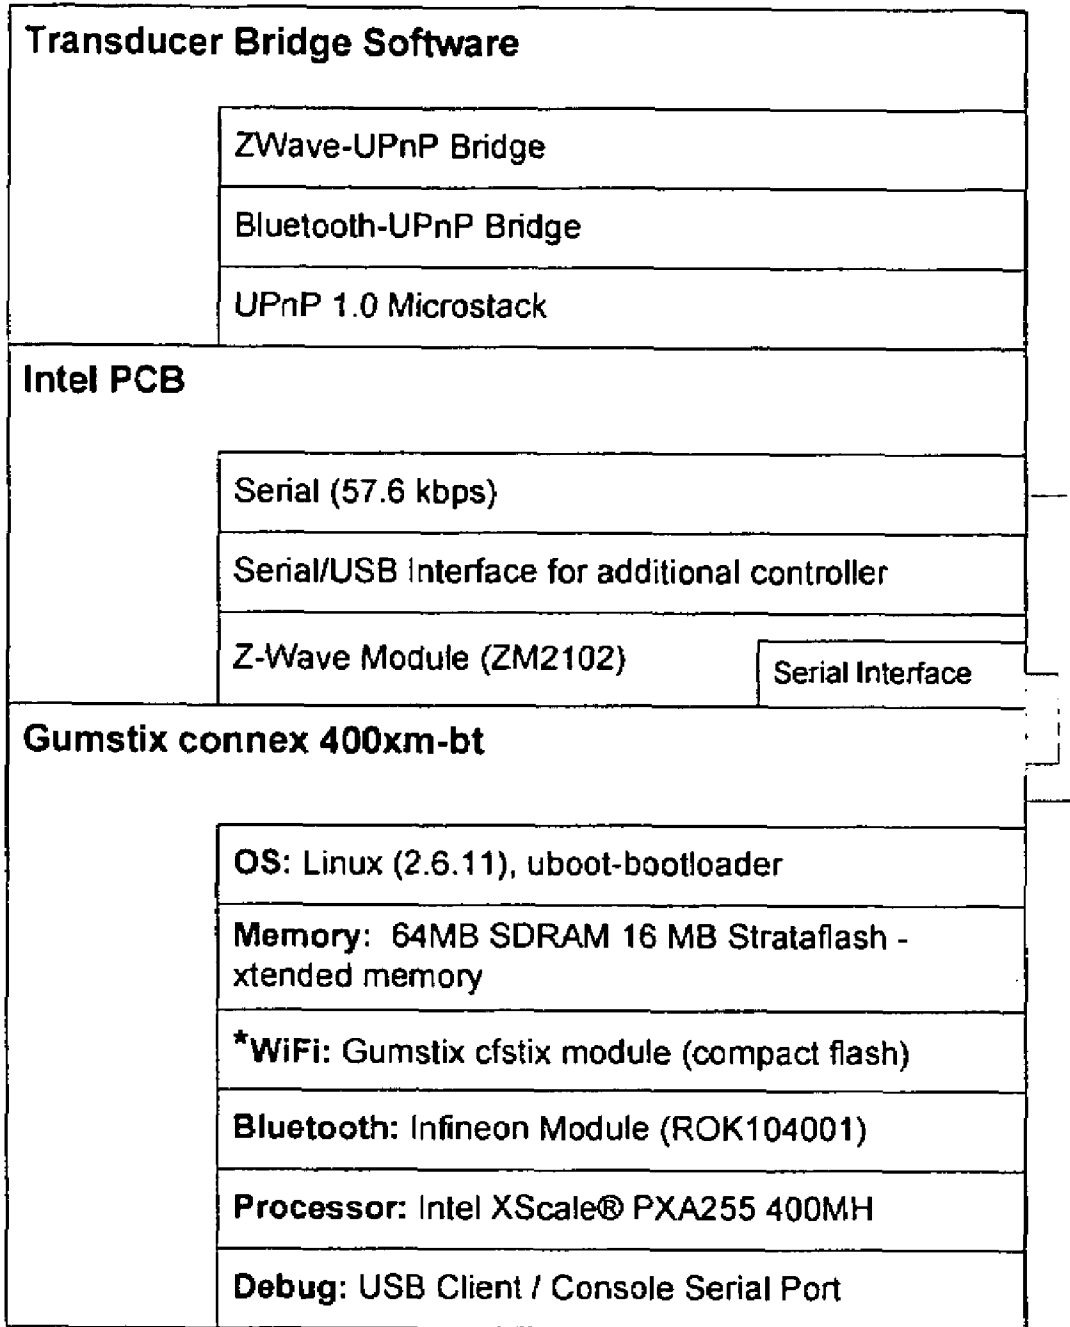 Transducer Bridge Software
ZWave-UPnP Bridge
Bluetooth-UPnP Bridge
UPnP 1.0 Microstack
Intel PCB
Serial (57.6 kbps)
Serial/USB Interface for additional controller
Z-Wave Module (ZM2102)
Serial Interface
Gumstix connex 400xm-bt
OS: Linux (2.6.11), uboot-bootloader
Memory: 64MB SDRAM 16 MB Strataflash -
xtended memory
*WiFi: Gumstix cfstix module (compact flash)
Bluetooth: Infineon Module (ROK104001)
Processor: Intel XScale® PXA255 400MH
Debug: USB Client / Console Serial Port